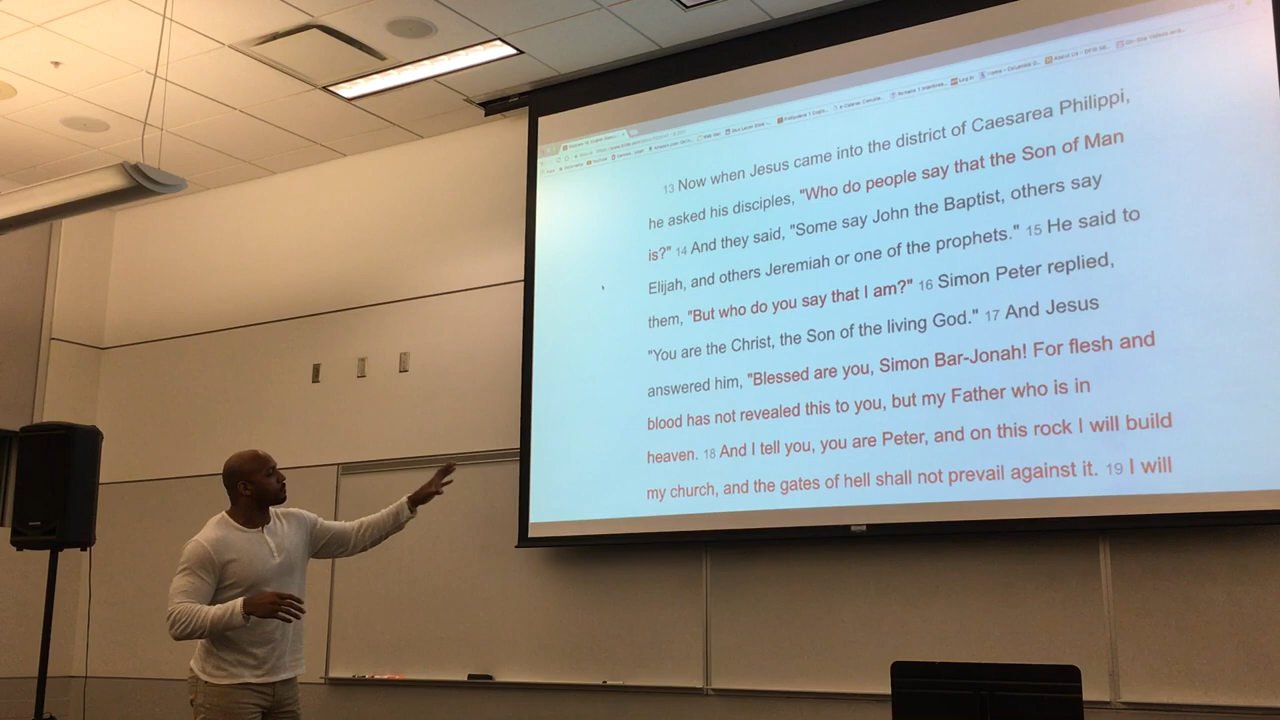 13 Now when Jesus came into the district of Caesarea Philippi,
he asked his disciples, "Who do people say that the Son of Man
is?" 14 And they said, "Some say John the Baptist, others say
Elijah, and others Jeremiah or one of the prophets." 15 He said to
them, "But who do you say that I am?" 16 Simon Peter replied,
"You are the Christ, the Son of the living God." 17 And Jesus
answered him, "Blessed are you, Simon Bar-Jonah! For flesh and
blood has not revealed this to you, but my Father who is in
heaven. 18 And I tell you, you are Peter, and on this rock I will build
my church, and the gates of hell shall not prevail against it. 19 I will